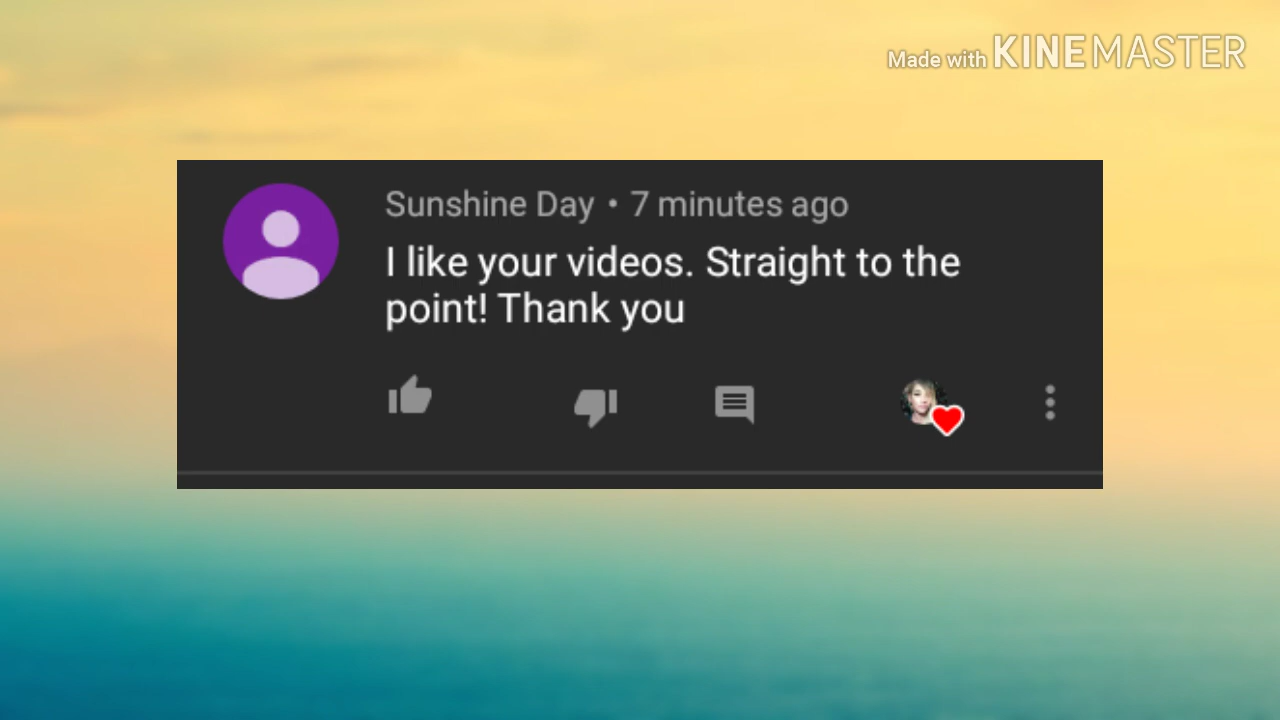 Made with KINEMASTER
Sunshine Day • 7 minutes ago
I like your videos. Straight to the
point! Thank you